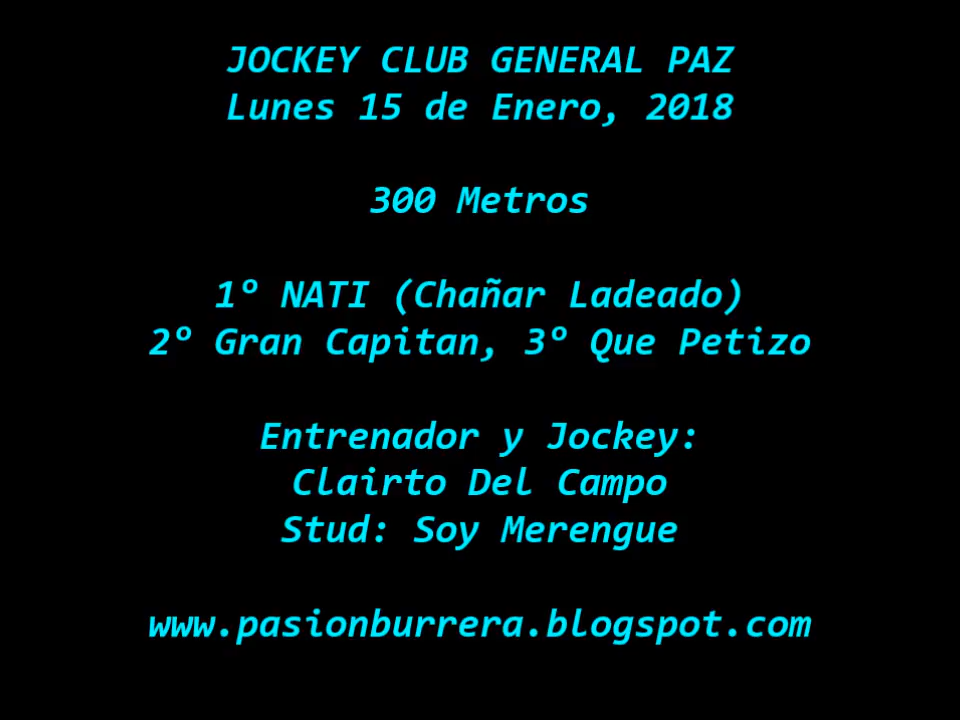 JOCKEY CLUB GENERAL PAZ
Lunes 15 de Enero, 2018
300 Metros
1º NATI (Chañar Ladeado)
2º Gran Capitan, 3º Que Petizo
Entrenador y Jockey:
Clairto Del Campo
Stud: Soy Merengue
www.pasionburrera.blogspot.com